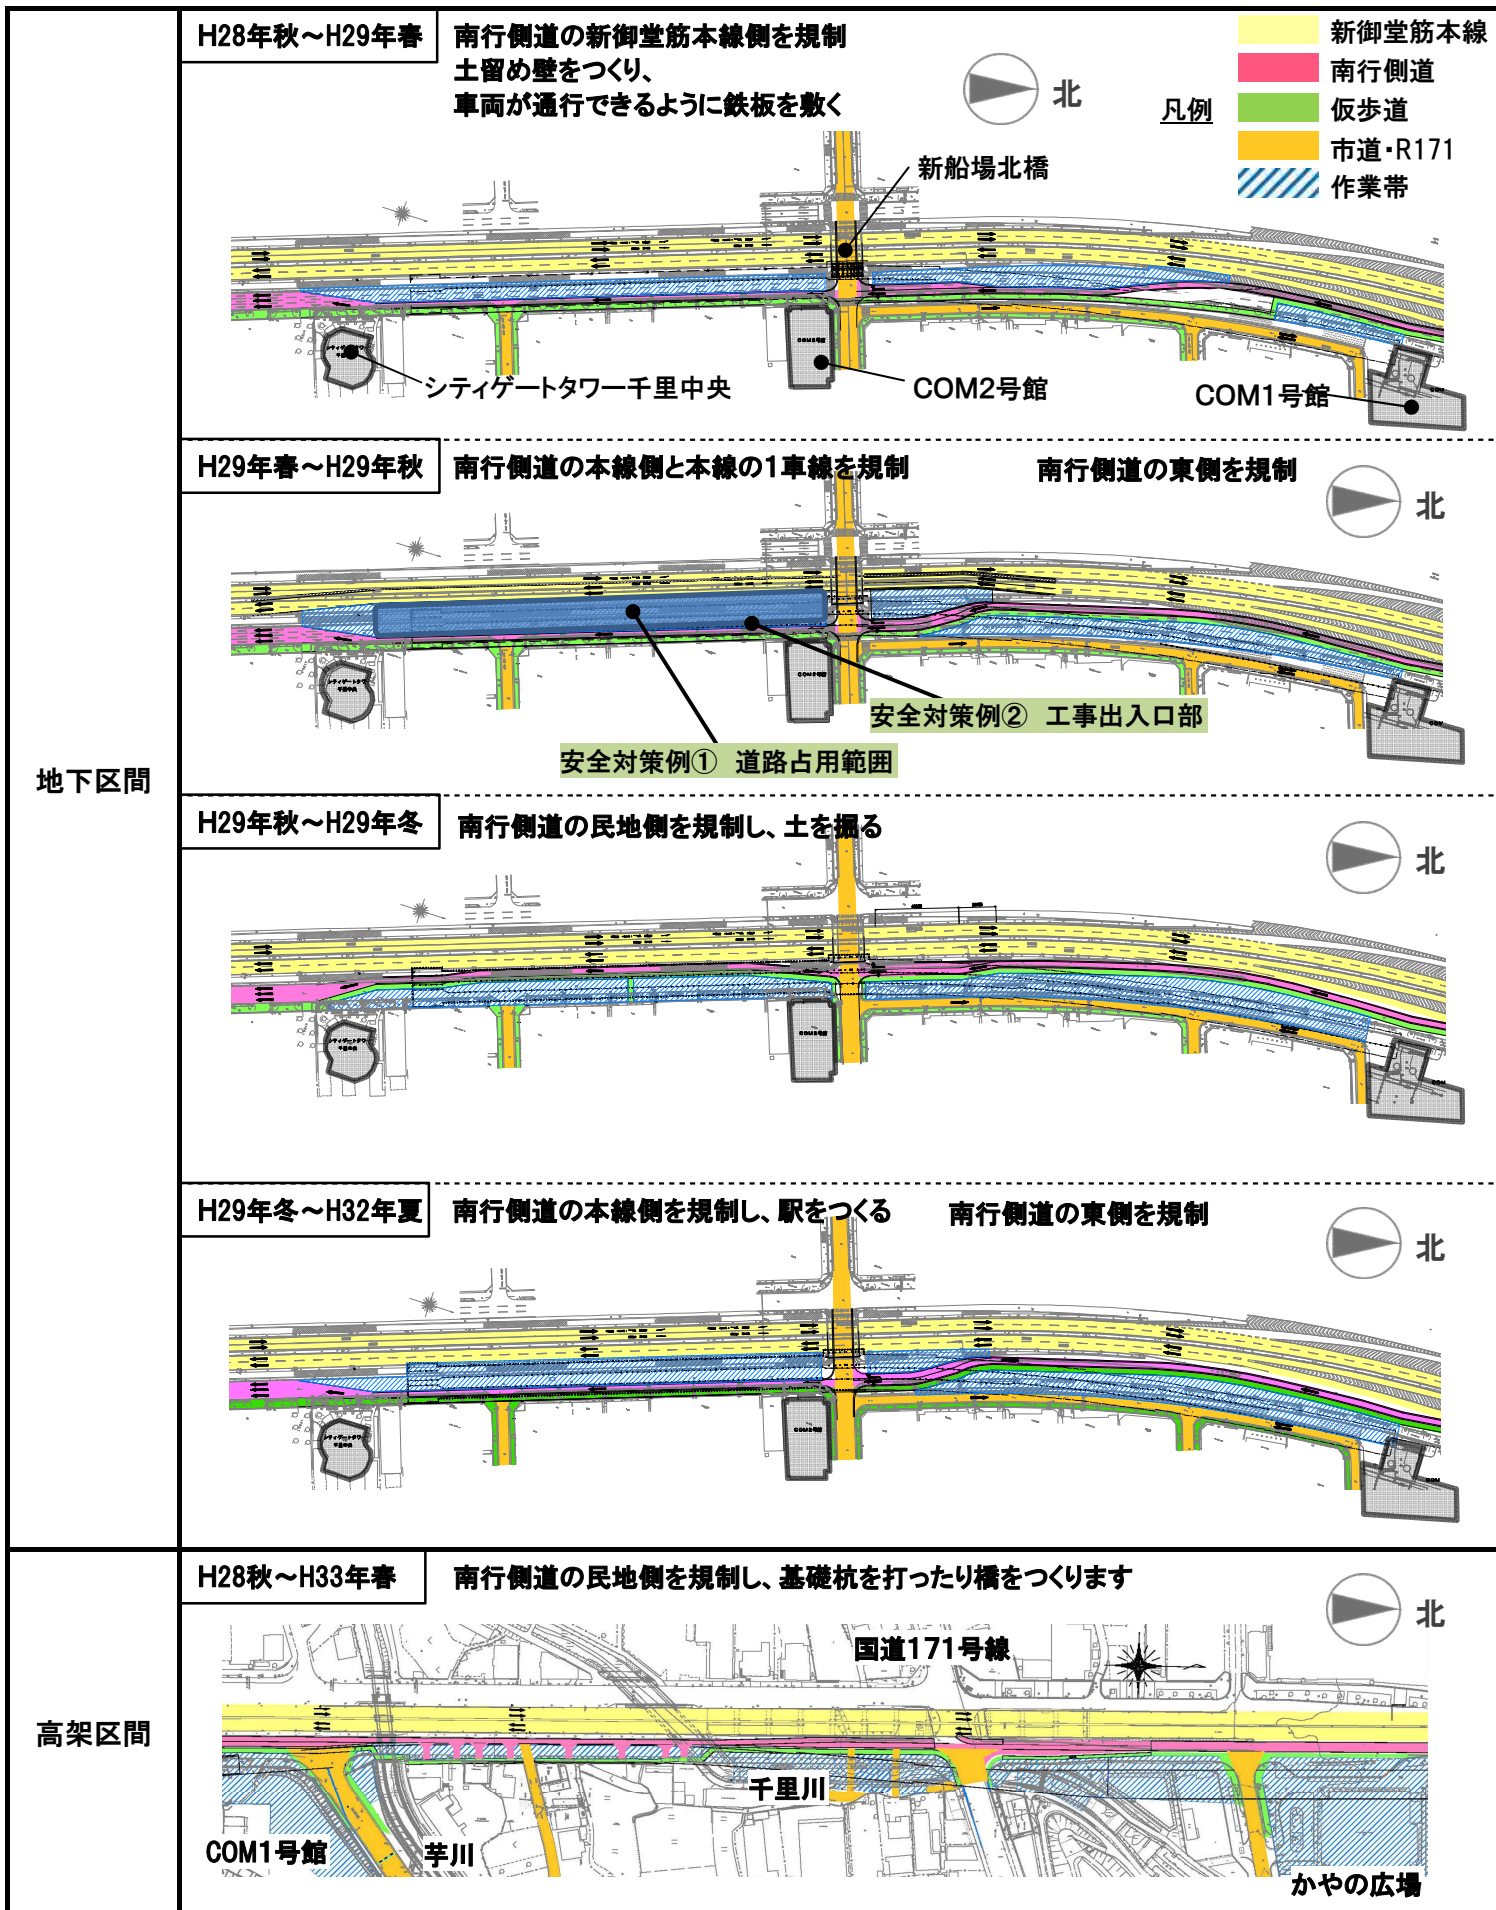 地下区間
H28年秋～H29年春
南行側道の新御堂筋本線側を規制
土留め壁をつくり、
車両が通行できるように鉄板を敷く
北
凡例
新御堂筋本線
南行側道
仮歩道
市道・R171
作業帯
新船場北橋
シティゲートタワー千里中央
COM2号館
COM1号館
H29年春～H29年秋
南行側道の本線側と本線の1車線を規制
南行側道の東側を規制
北
安全対策例② 工事出入口部
安全対策例① 道路占用範囲
H29年秋～H29年冬
南行側道の民地側を規制し、土を掘る
北
H29年冬～H32年夏
南行側道の本線側を規制し、駅をつくる
南行側道の東側を規制
北
高架区間
H28秋～H33年春
南行側道の民地側を規制し、基礎杭を打ったり橋をつくります
北
国道171号線
千里川
COM1号館
芋川
かやの広場